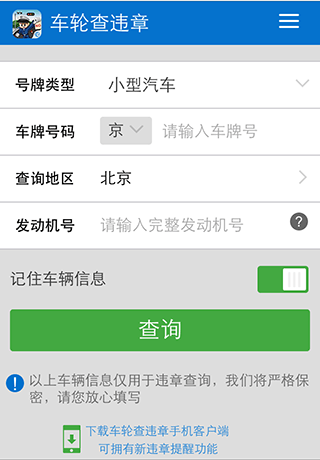 车轮查违章
号牌类型 小型汽车
车牌号码 京 请输入车牌号
查询地区 北京
发动机号 请输入完整发动机号 ?
记住车辆信息
查询
! 以上车辆信息仅用于违章查询，我们将严格保
密，请您放心填写
下载车轮查违章手机客户端
可拥有新违章提醒功能